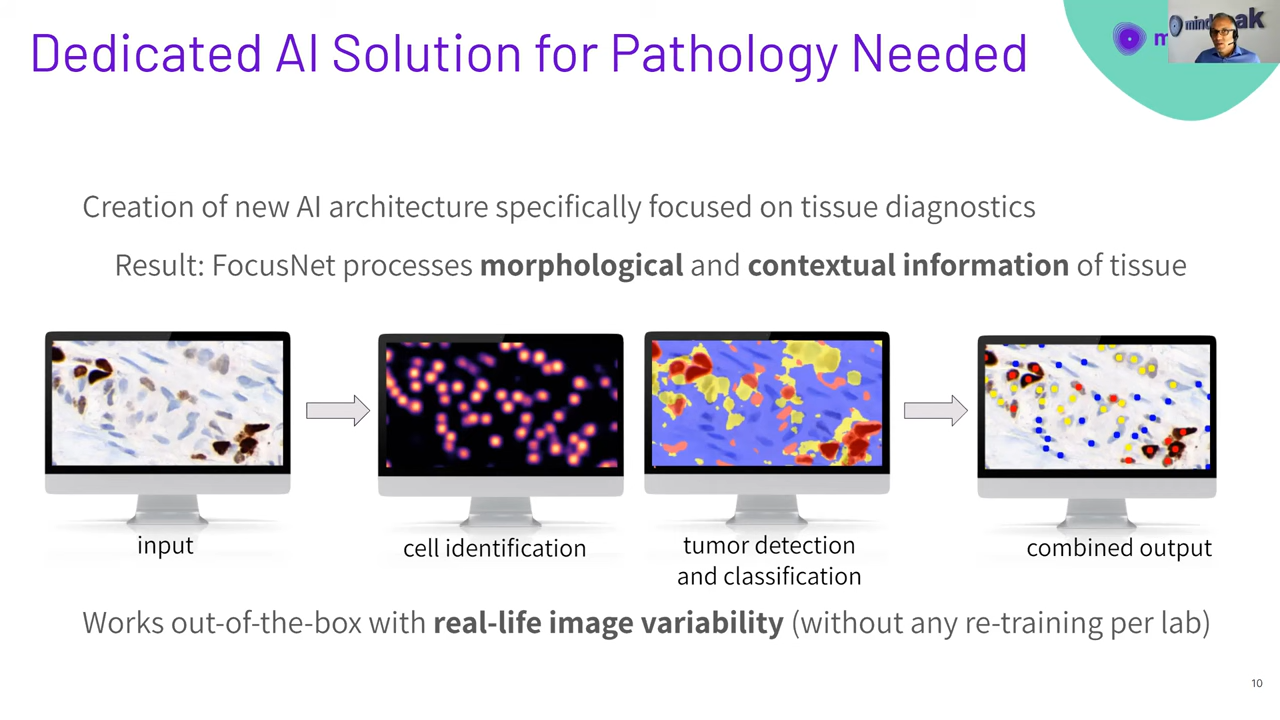 Dedicated AI Solution for Pathology Needed
Creation of new AI architecture specifically focused on tissue diagnostics
Result: FocusNet processes morphological and contextual information of tissue
input
cell identification
tumor detection
and classification
combined output
Works out-of-the-box with real-life image variability (without any re-training per lab)
10